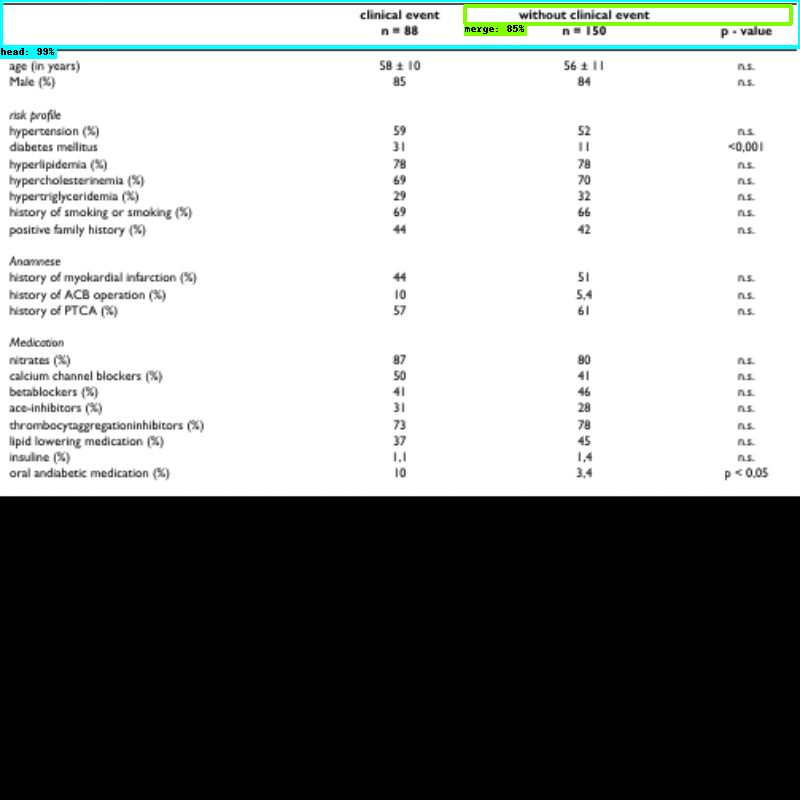 clinical event without clinical event
n = 88 merge: 85% n = 150 p - value
head: 99%
age (in years) 58 ± 10 56 ± 11 n.s.
Male (%) 85 84 n.s.
risk profile
hypertension (%) 59 52 n.s.
diabetes mellitus 31 11 <0,001
hyperlipidemia (%) 78 78 n.s.
hypercholesterinemia (%) 69 70 n.s.
hypertriglyceridemia (%) 29 32 n.s.
history of smoking or smoking (%) 69 66 n.s.
positive family history (%) 44 42 n.s.
Anamnese
history of myokardial infarction (%) 44 51 n.s.
history of ACB operation (%) 10 5,4 n.s.
history of PTCA (%) 57 61 n.s.
Medication
nitrates (%) 87 80 n.s.
calcium channel blockers (%) 50 41 n.s.
betablockers (%) 41 46 n.s.
ace-inhibitors (%) 31 28 n.s.
thrombocytaggregationinhibitors (%) 73 78 n.s.
lipid lowering medication (%) 37 45 n.s.
insuline (%) 1,1 1,4 n.s.
oral andiabetic medication (%) 10 3,4 p < 0,05